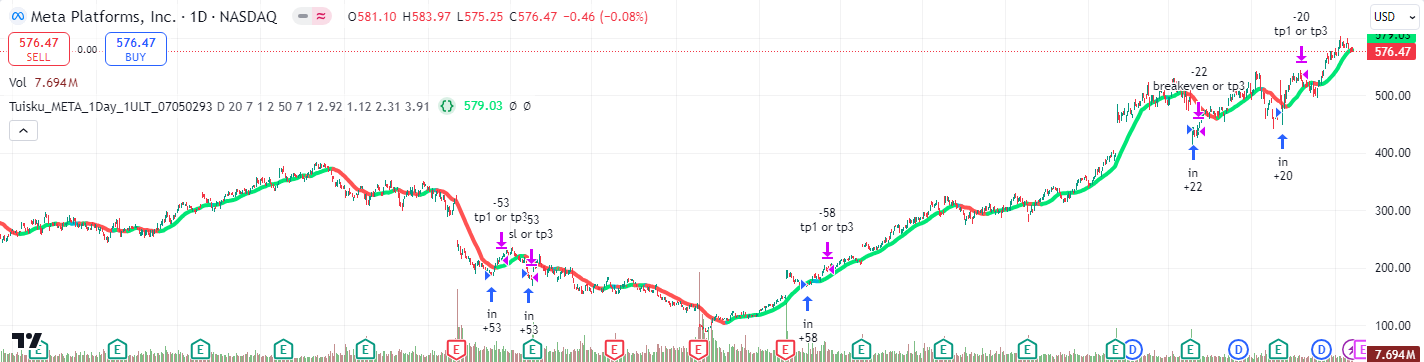 Meta Platforms, Inc. · 1D · NASDAQ O581.10 H583.97 L575.25 C576.47 −0.46 (−0.08%)
USD
576.47
SELL
0.00
576.47
BUY
579.03
576.47
Vol 7.694M
Tuisku_META_1Day_1ULT_07050293 D 20 7 1 2 50 7 1 2.92 1.12 2.31 3.91 {} 579.03 Ø Ø
-20
tp1 or tp3
-22
breakeven or tp3
500.00
400.00
300.00
200.00
100.00
in
+20
in
+22
-53
tp1 or tp3
53
sl or tp3
-58
tp1 or tp3
in
+53
in
+53
in
+58
E E E E E E E E E E E E E E D E D E D E
7.694M